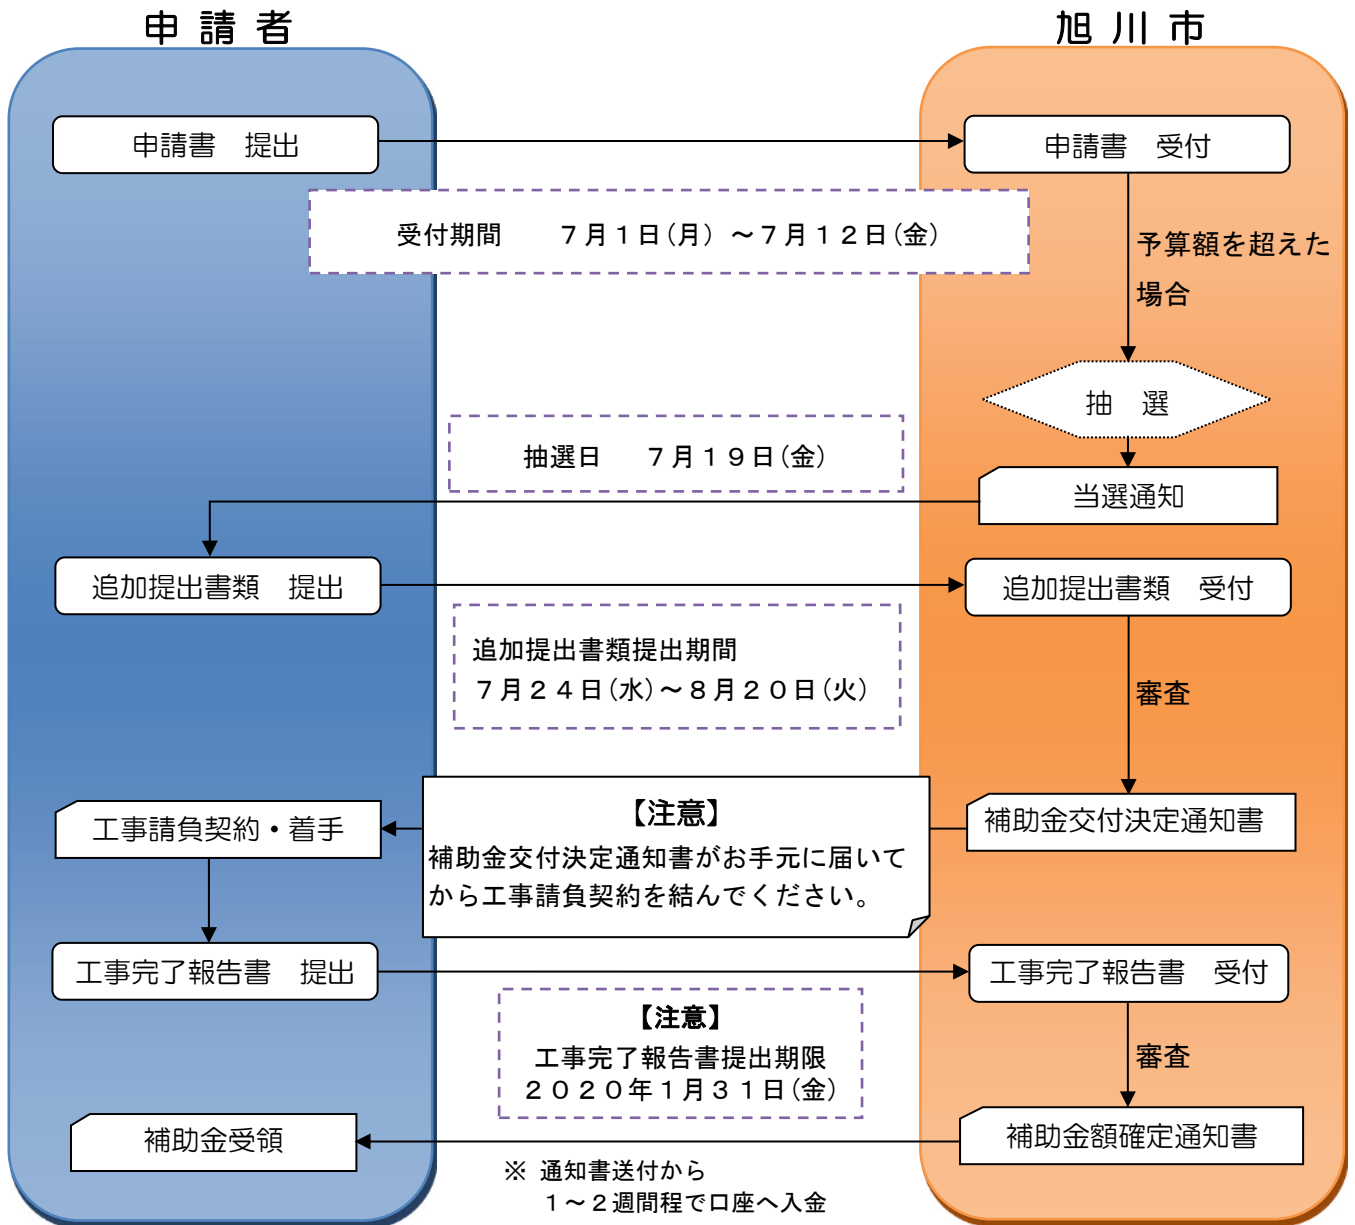 申請者
旭川市
申請書　提出
申請書　受付
受付期間　　７月１日(月) ～７月１２日(金)
予算額を超えた
場合
抽　選
抽選日　　７月１９日(金)
当選通知
追加提出書類　提出
追加提出書類　受付
追加提出書類提出期間
７月２４日(水)～８月２０日(火)
審査
工事請負契約・着手
【注意】
補助金交付決定通知書がお手元に届いて
から工事請負契約を結んでください。
補助金交付決定通知書
工事完了報告書　提出
工事完了報告書　受付
【注意】
工事完了報告書提出期限
２０２０年１月３１日(金)
審査
補助金受領
補助金額確定通知書
※ 通知書送付から
１～２週間程で口座へ入金